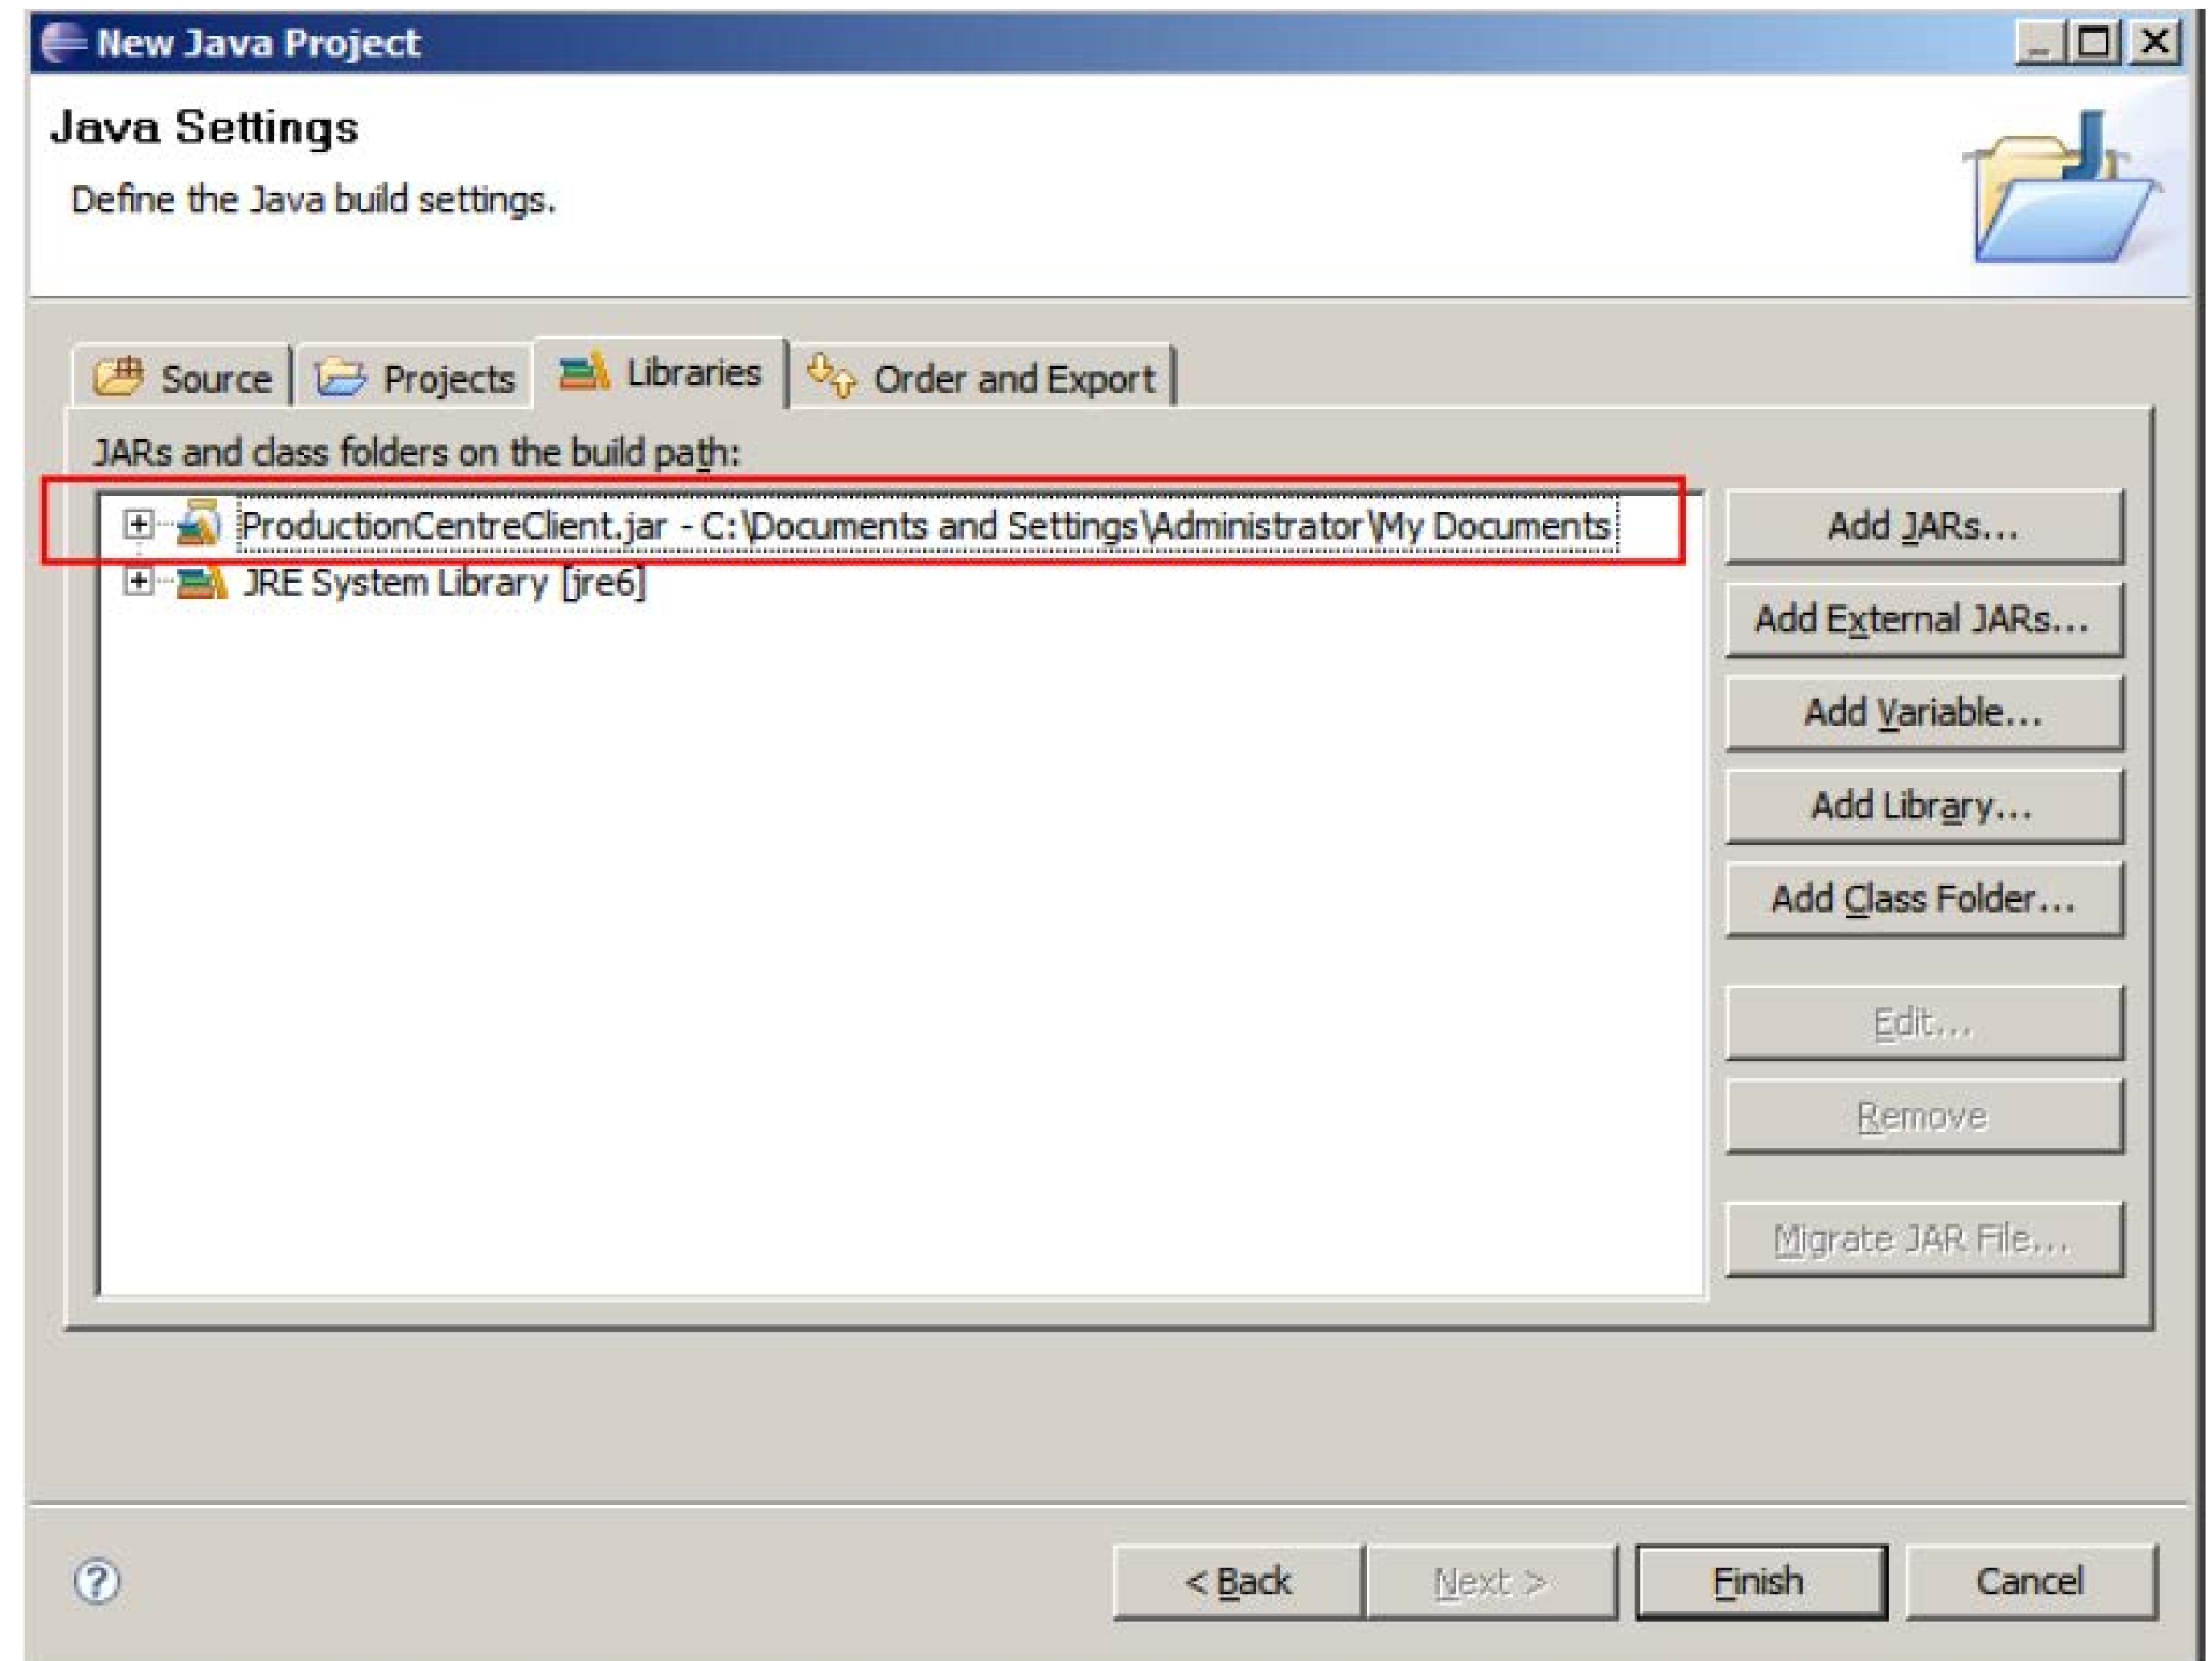 New Java Project
Java Settings
Define the Java build settings.
Source Projects Libraries Order and Export
JARs and class folders on the build path:
ProductionCentreClient.jar - C:\Documents and Settings\Administrator\My Documents
JRE System Library [jre6]
Add JARs...
Add External JARs...
Add Variable...
Add Library...
Add Class Folder...
Edit...
Remove
Migrate JAR File...
? < Back Next > Finish Cancel